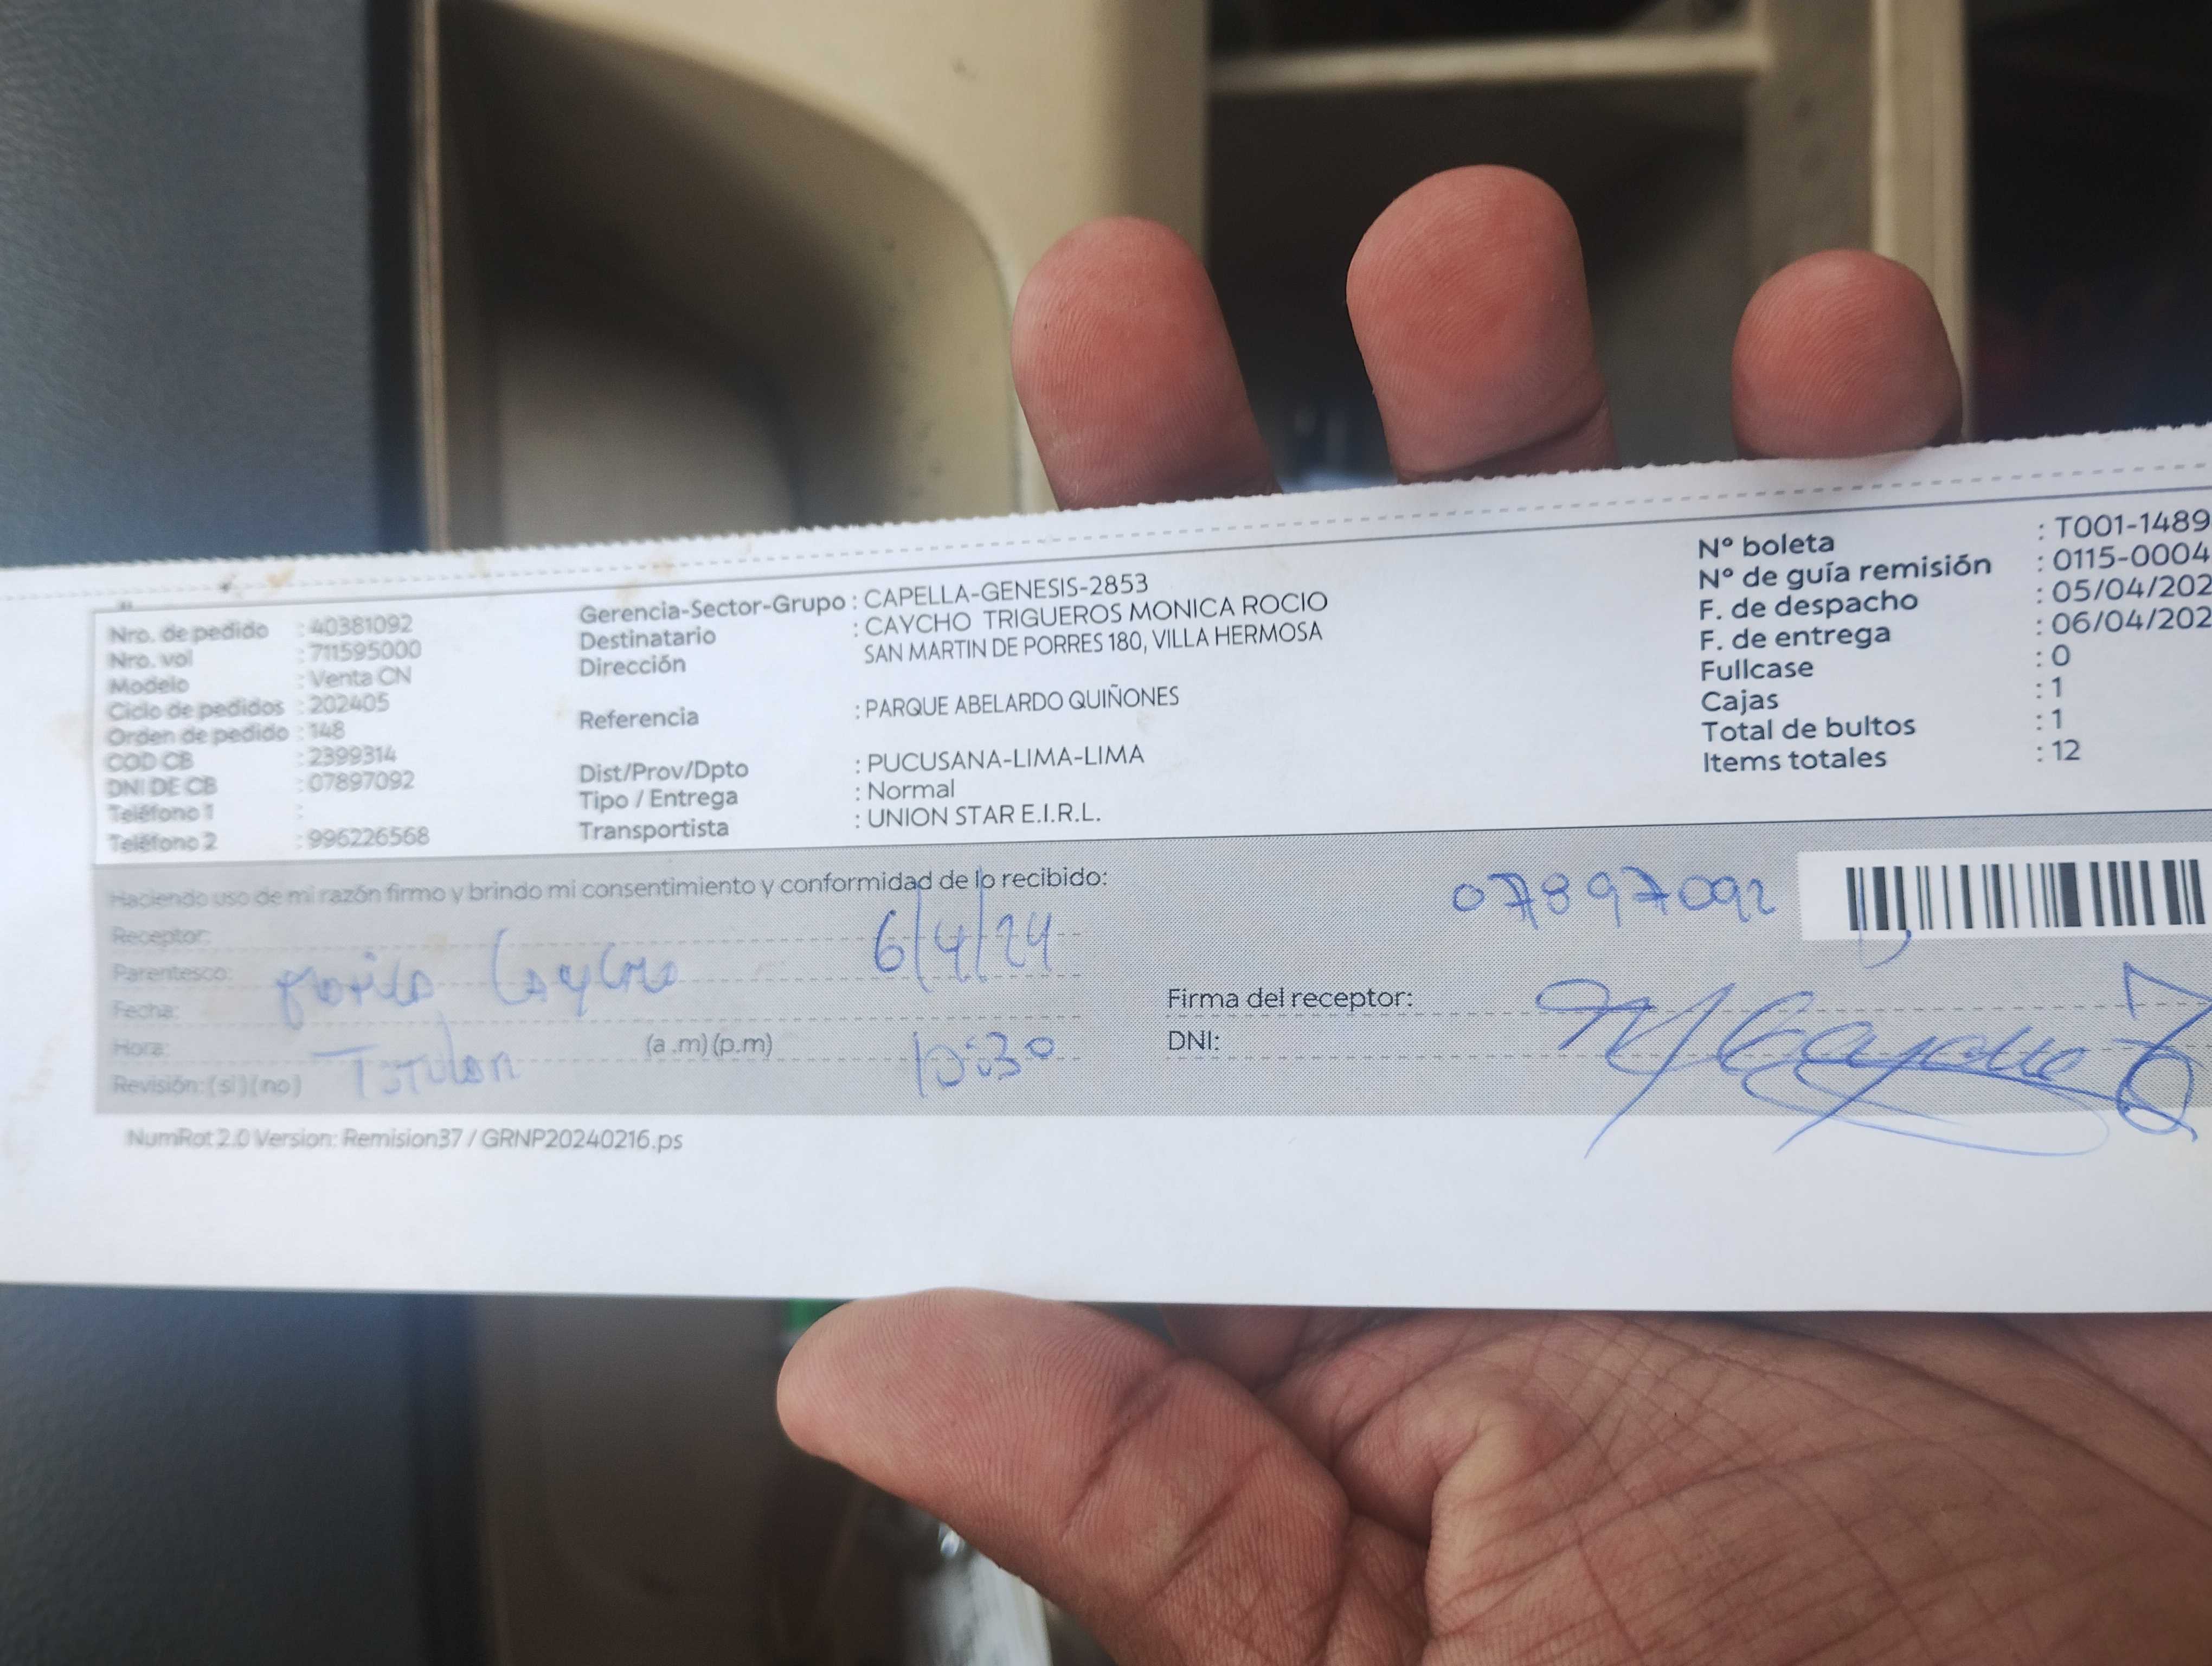 Nro. de pedido : 40381092
Nro. vol : 711595000
Modelo : Venta CN
Ciclo de pedidos : 202405
Orden de pedido : 148
COD CB : 2399314
DNI DE CB : 07897092
Teléfono 1 :
Teléfono 2 : 996226568
Gerencia-Sector-Grupo : CAPELLA-GENESIS-2853
Destinatario : CAYCHO TRIGUEROS MONICA ROCIO
Dirección SAN MARTIN DE PORRES 180, VILLA HERMOSA
Referencia : PARQUE ABELARDO QUIÑONES
Dist/Prov/Dpto : PUCUSANA-LIMA-LIMA
Tipo / Entrega : Normal
Transportista : UNION STAR E.I.R.L.
N° boleta : T001-1489
N° de guía remisión : 0115-0004
F. de despacho : 05/04/202
F. de entrega : 06/04/202
Fullcase : 0
Cajas : 1
Total de bultos : 1
Items totales : 12
Haciendo uso de mi razón firmo y brindo mi consentimiento y conformidad de lo recibido:
07897092
Receptor:
6/4/24
Parentesco: Caycho
Fecha:
Firma del receptor: M Caycho
Hora: (a .m) (p.m) 10:30
DNI:
Revisión: (si) (no) Titular
NumRot 2.0 Version: Remision37 / GRNP20240216.ps